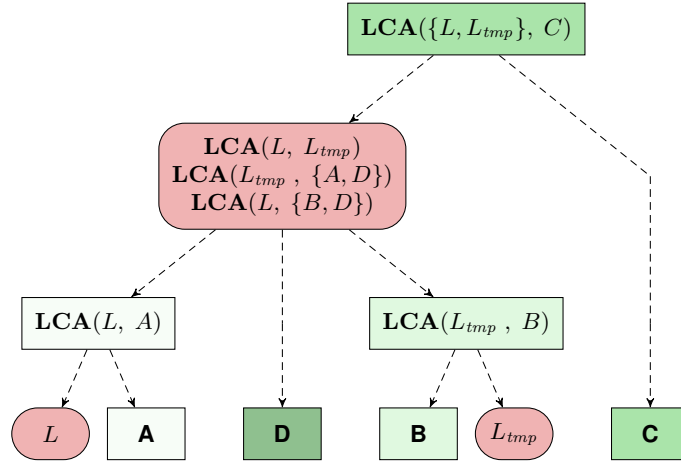 LCA({L, L_tmp}, C)
LCA(L, L_tmp)
LCA(L_tmp , {A, D})
LCA(L, {B, D})
LCA(L, A)
LCA(L_tmp , B)
L
A
D
B
L_tmp
C